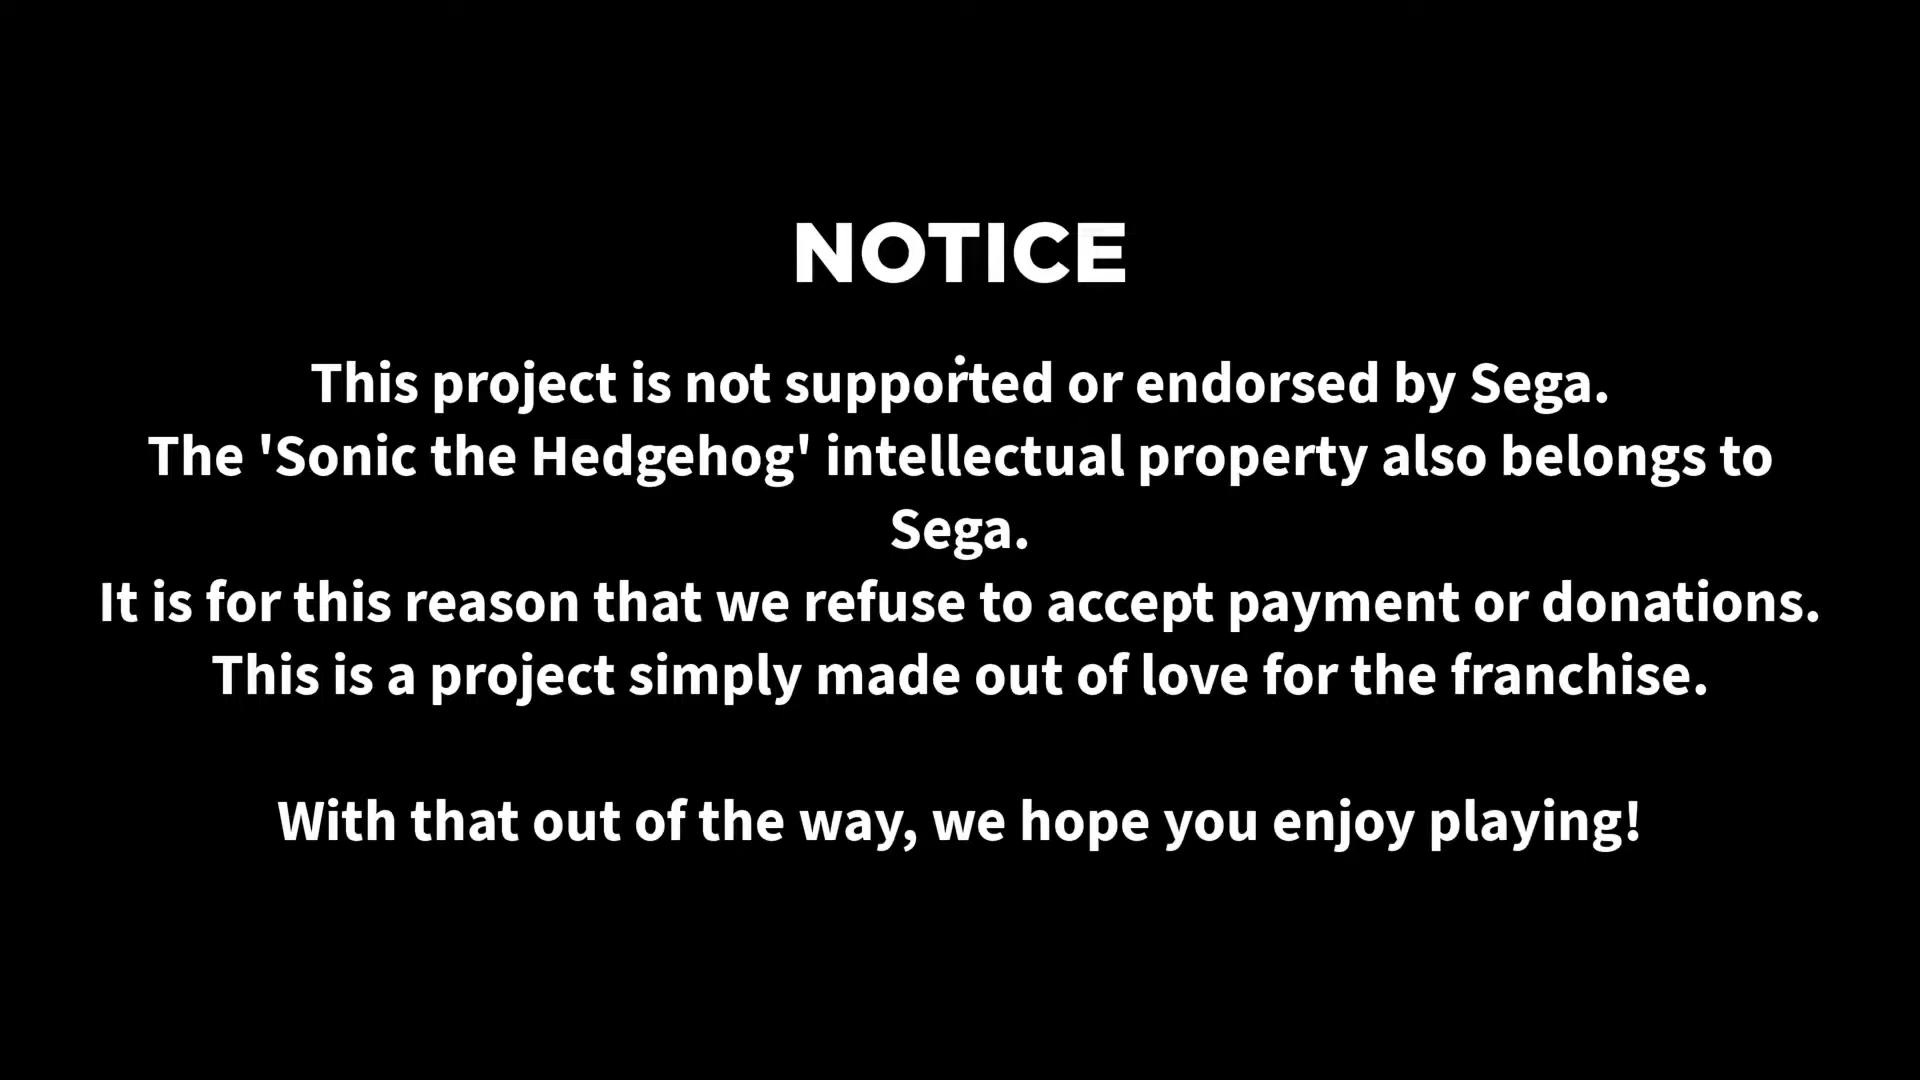 NOTICE
This project is not supported or endorsed by Sega.
The 'Sonic the Hedgehog' intellectual property also belongs to
Sega.
It is for this reason that we refuse to accept payment or donations.
This is a project simply made out of love for the franchise.
With that out of the way, we hope you enjoy playing!